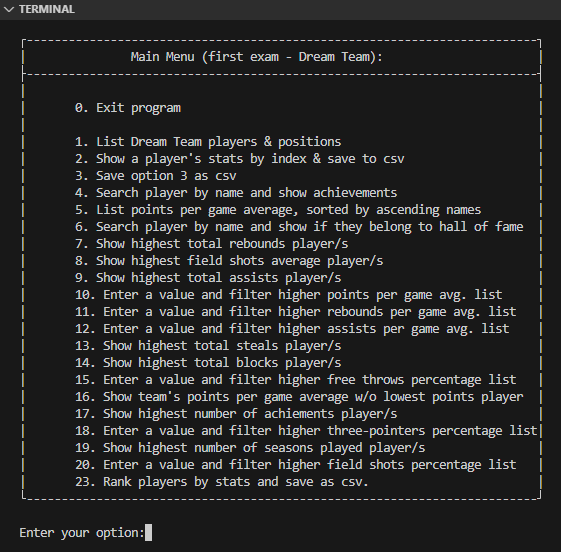 TERMINAL
Main Menu (first exam - Dream Team):
0. Exit program
1. List Dream Team players & positions
2. Show a player's stats by index & save to csv
3. Save option 3 as csv
4. Search player by name and show achievements
5. List points per game average, sorted by ascending names
6. Search player by name and show if they belong to hall of fame
7. Show highest total rebounds player/s
8. Show highest field shots average player/s
9. Show highest total assists player/s
10. Enter a value and filter higher points per game avg. list
11. Enter a value and filter higher rebounds per game avg. list
12. Enter a value and filter higher assists per game avg. list
13. Show highest total steals player/s
14. Show highest total blocks player/s
15. Enter a value and filter higher free throws percentage list
16. Show team's points per game average w/o lowest points player
17. Show highest number of achiements player/s
18. Enter a value and filter higher three-pointers percentage list
19. Show highest number of seasons played player/s
20. Enter a value and filter higher field shots percentage list
23. Rank players by stats and save as csv.
Enter your option: